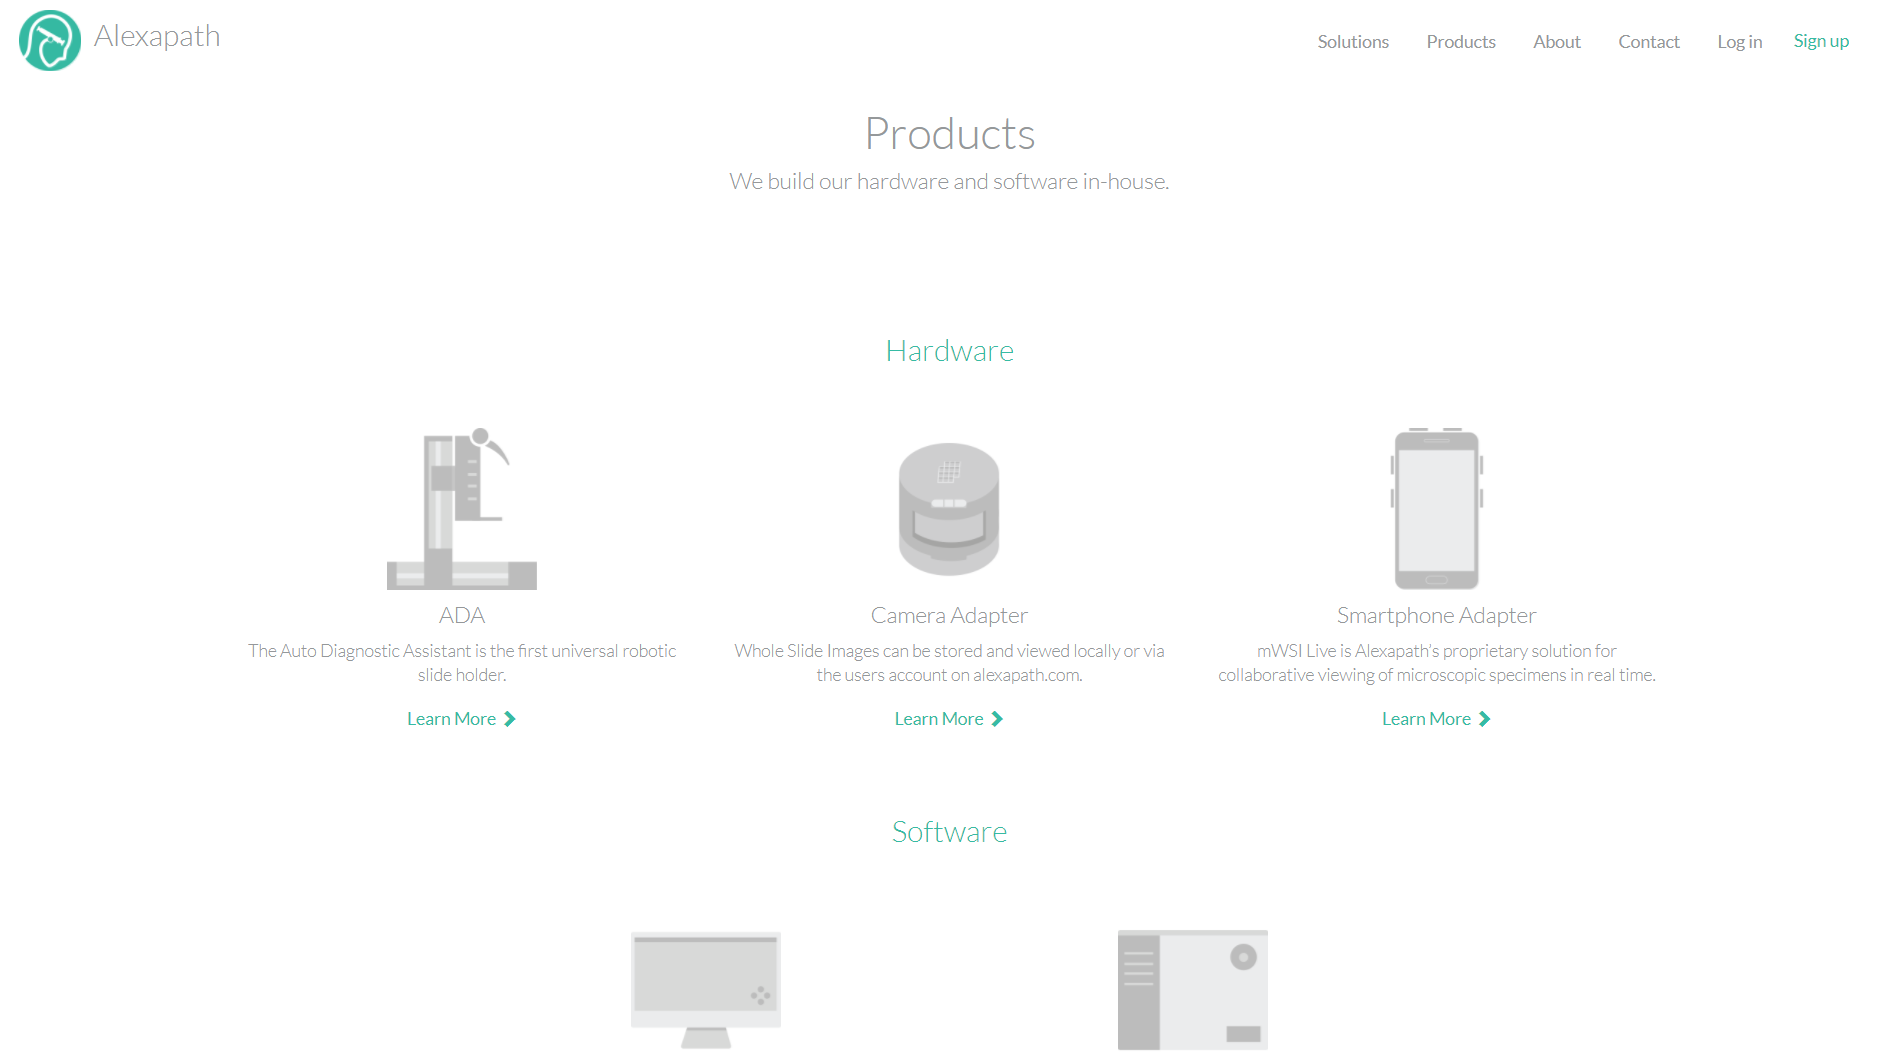 Alexapath
Solutions
Products
About
Contact
Log in
Sign up
Products
We build our hardware and software in-house.
Hardware
ADA
The Auto Diagnostic Assistant is the first universal robotic
slide holder.
Learn More
Camera Adapter
Whole Slide Images can be stored and viewed locally or via
the users account on alexapath.com.
Learn More
Smartphone Adapter
mWSI Live is Alexapath’s proprietary solution for
collaborative viewing of microscopic specimens in real time.
Learn More
Software